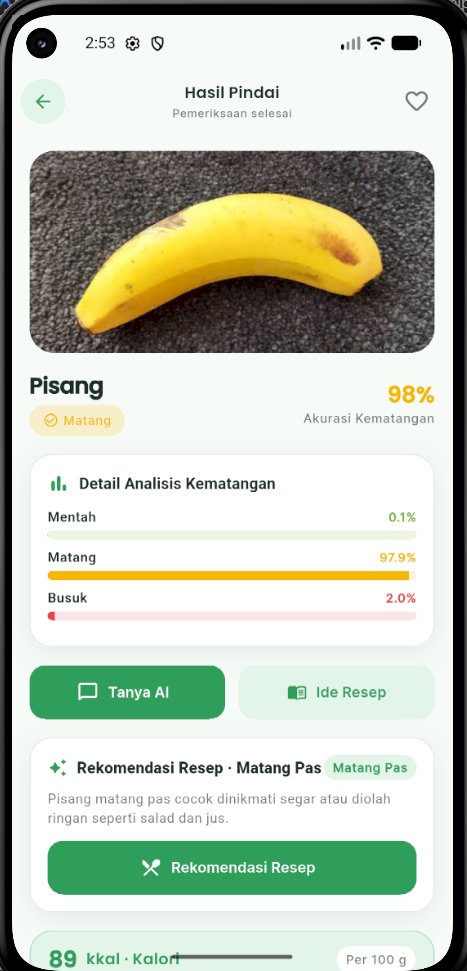 2:53
Hasil Pindai
Pemeriksaan selesai
Pisang
98%
Matang
Akurasi Kematangan
Detail Analisis Kematangan
Mentah 0.1%
Matang 97.9%
Busuk 2.0%
Tanya AI
Ide Resep
Rekomendasi Resep · Matang Pas Matang Pas
Pisang matang pas cocok dinikmati segar atau diolah
ringan seperti salad dan jus.
Rekomendasi Resep
89 kkal · Kalori Per 100 g